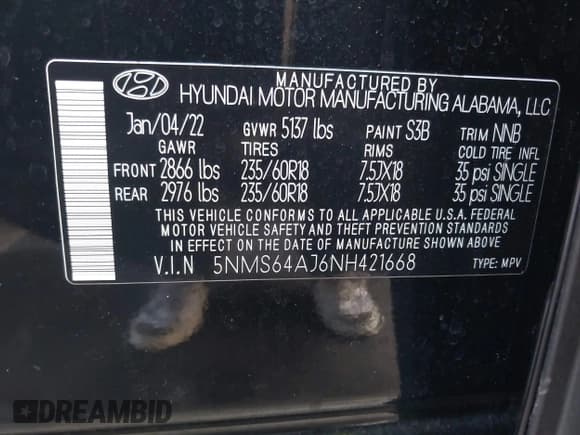 MANUFACTURED BY
HYUNDAI MOTOR MANUFACTURING ALABAMA, LLC
Jan/04/22 GVWR 5137 lbs PAINT S3B TRIM NNB
GAWR TIRES RIMS COLD TIRE INFL
FRONT 2866 lbs 235/60R18 7.5JX18 35 psi SINGLE
REAR 2976 lbs 235/60R18 7.5JX18 35 psi SINGLE
THIS VEHICLE CONFORMS TO ALL APPLICABLE U.S.A. FEDERAL
MOTOR VEHICLE SAFETY AND THEFT PREVENTION STANDARDS
IN EFFECT ON THE DATE OF MANUFACTURE SHOWN ABOVE.
V.I.N 5NMS64AJ6NH421668 TYPE: MPV
DREAMBID